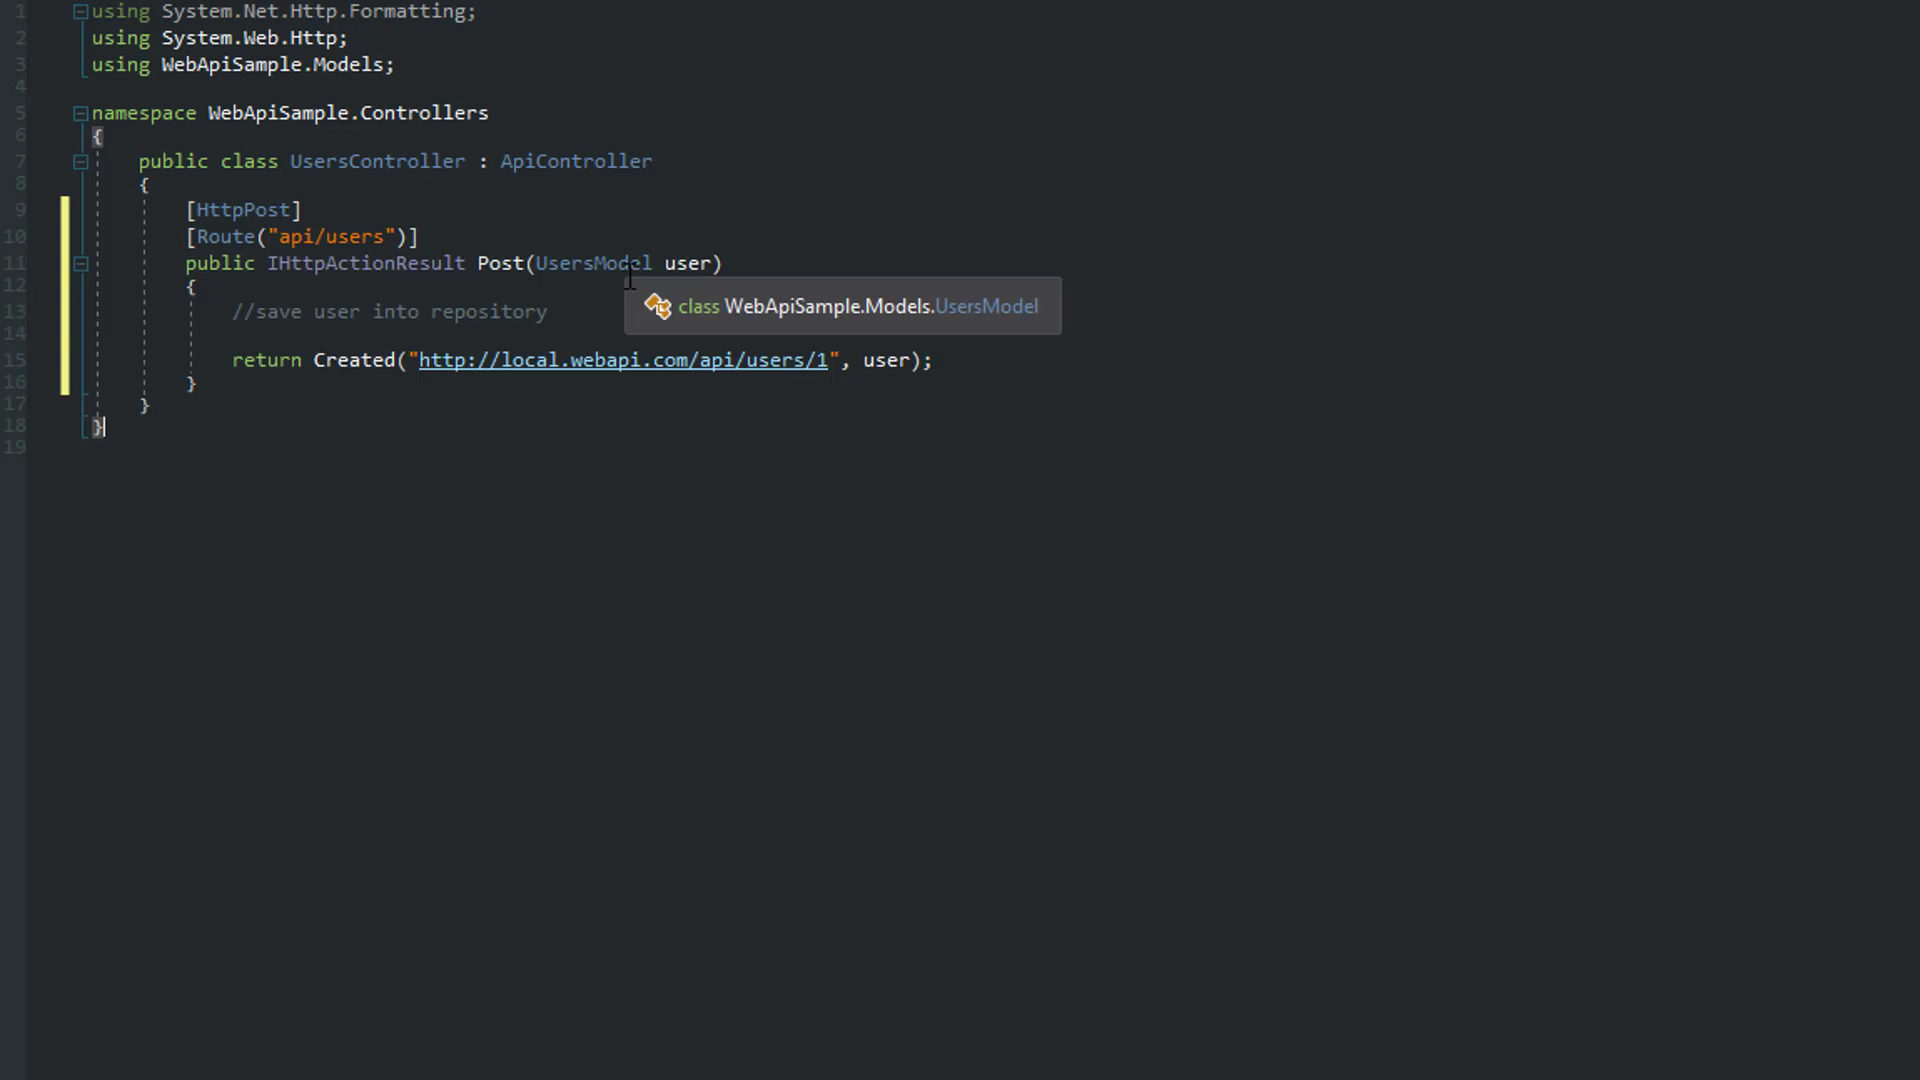 1 using System.Net.Http.Formatting;
2 using System.Web.Http;
3 using WebApiSample.Models;
4
5 namespace WebApiSample.Controllers
6 {
7 public class UsersController : ApiController
8 {
9 [HttpPost]
10 [Route("api/users")]
11 public IHttpActionResult Post(UsersModel user)
12 {
class WebApiSample.Models.UsersModel
13 //save user into repository
14
15 return Created("http://local.webapi.com/api/users/1", user);
16 }
17 }
18 }
19